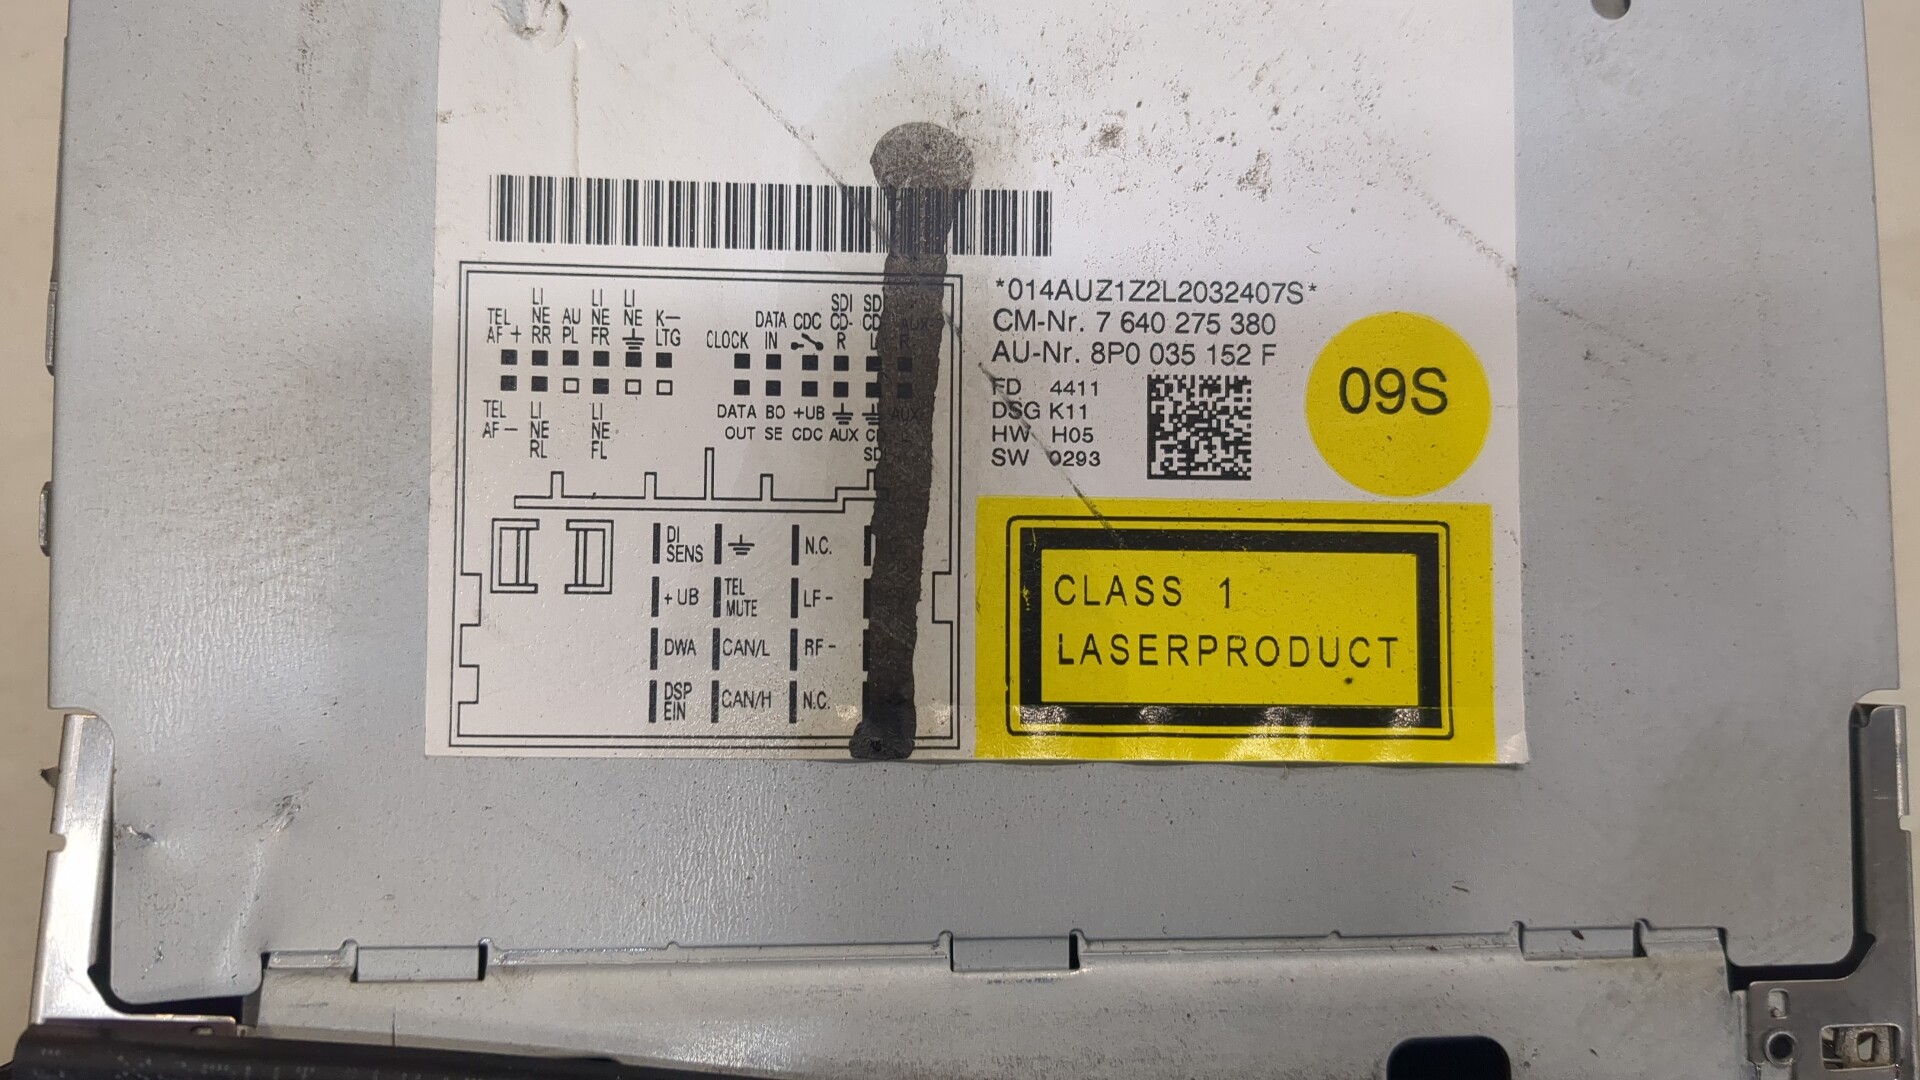 *014AUZ1Z2L2032407S*
CM-Nr. 7 640 275 380
AU-Nr. 8P0 035 152 F
FD 4411
DSG K11
HW H05
SW 0293
09S
TEL AF + LI NE RR AU PL LI NE FR LI NE K– LTG
TEL AF – LI NE RL LI NE FL
CLOCK DATA IN CDC SDI CD- R SD CD
DATA OUT BO SE +UB CDC AUX
DI SENS N.C.
+ UB TEL MUTE LF -
DWA CAN/L RF -
DSP EIN CAN/H N.C.
CLASS 1
LASERPRODUCT